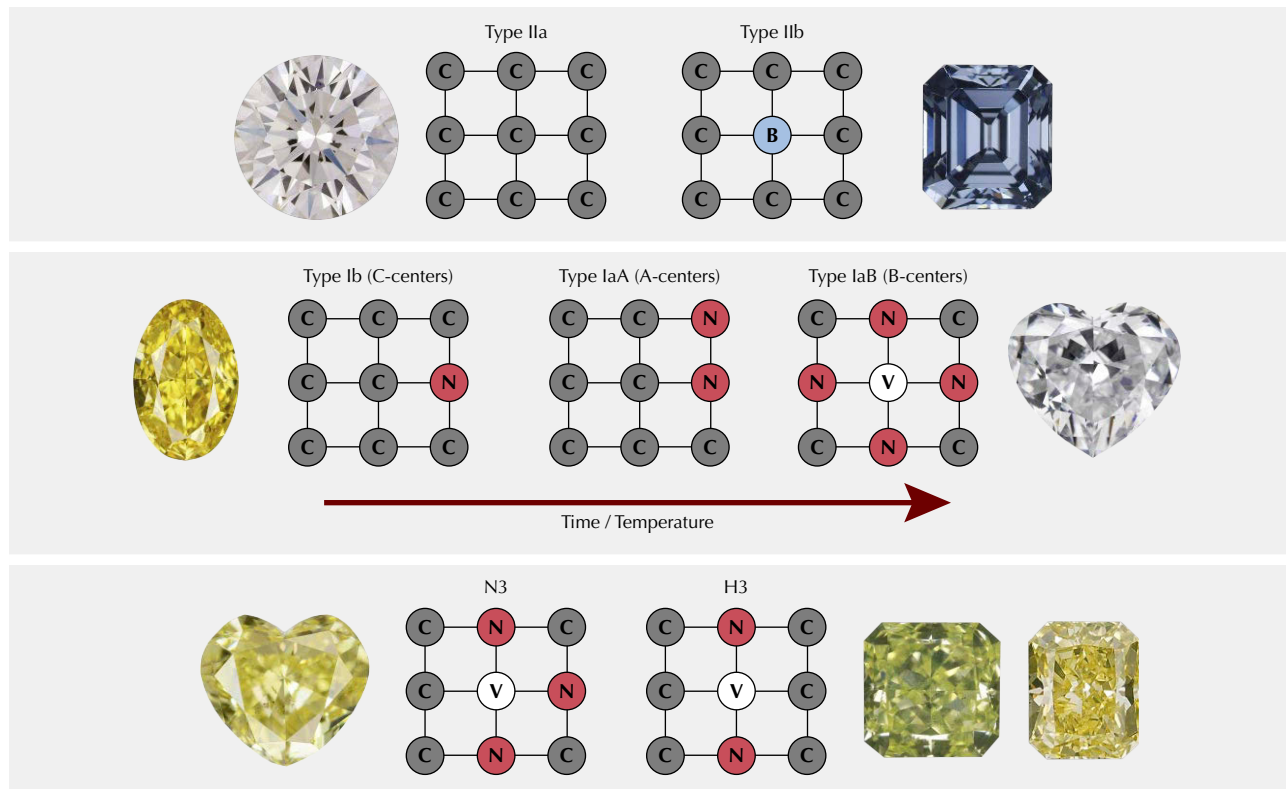 Type IIa Type IIb
C C C C C C
C C C C B C
C C C C C C
Type Ib (C-centers) Type IaA (A-centers) Type IaB (B-centers)
C C C C C N C N C
C C N C C N N V N
C C C C C C C N C
Time / Temperature
N3 H3
C N C C N C
C V N C V C
C N C C N C